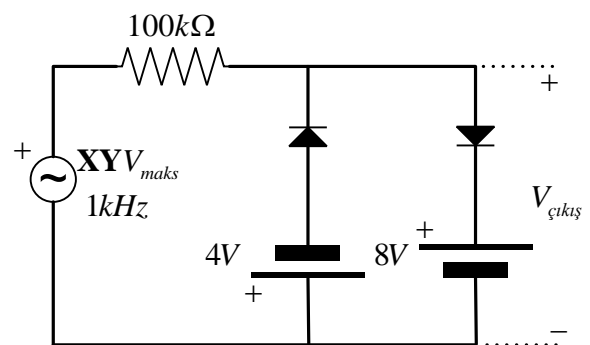 100kΩ
+
+
XYV_maks
1kHz
V_çıkış
+
4V
8V
+
−